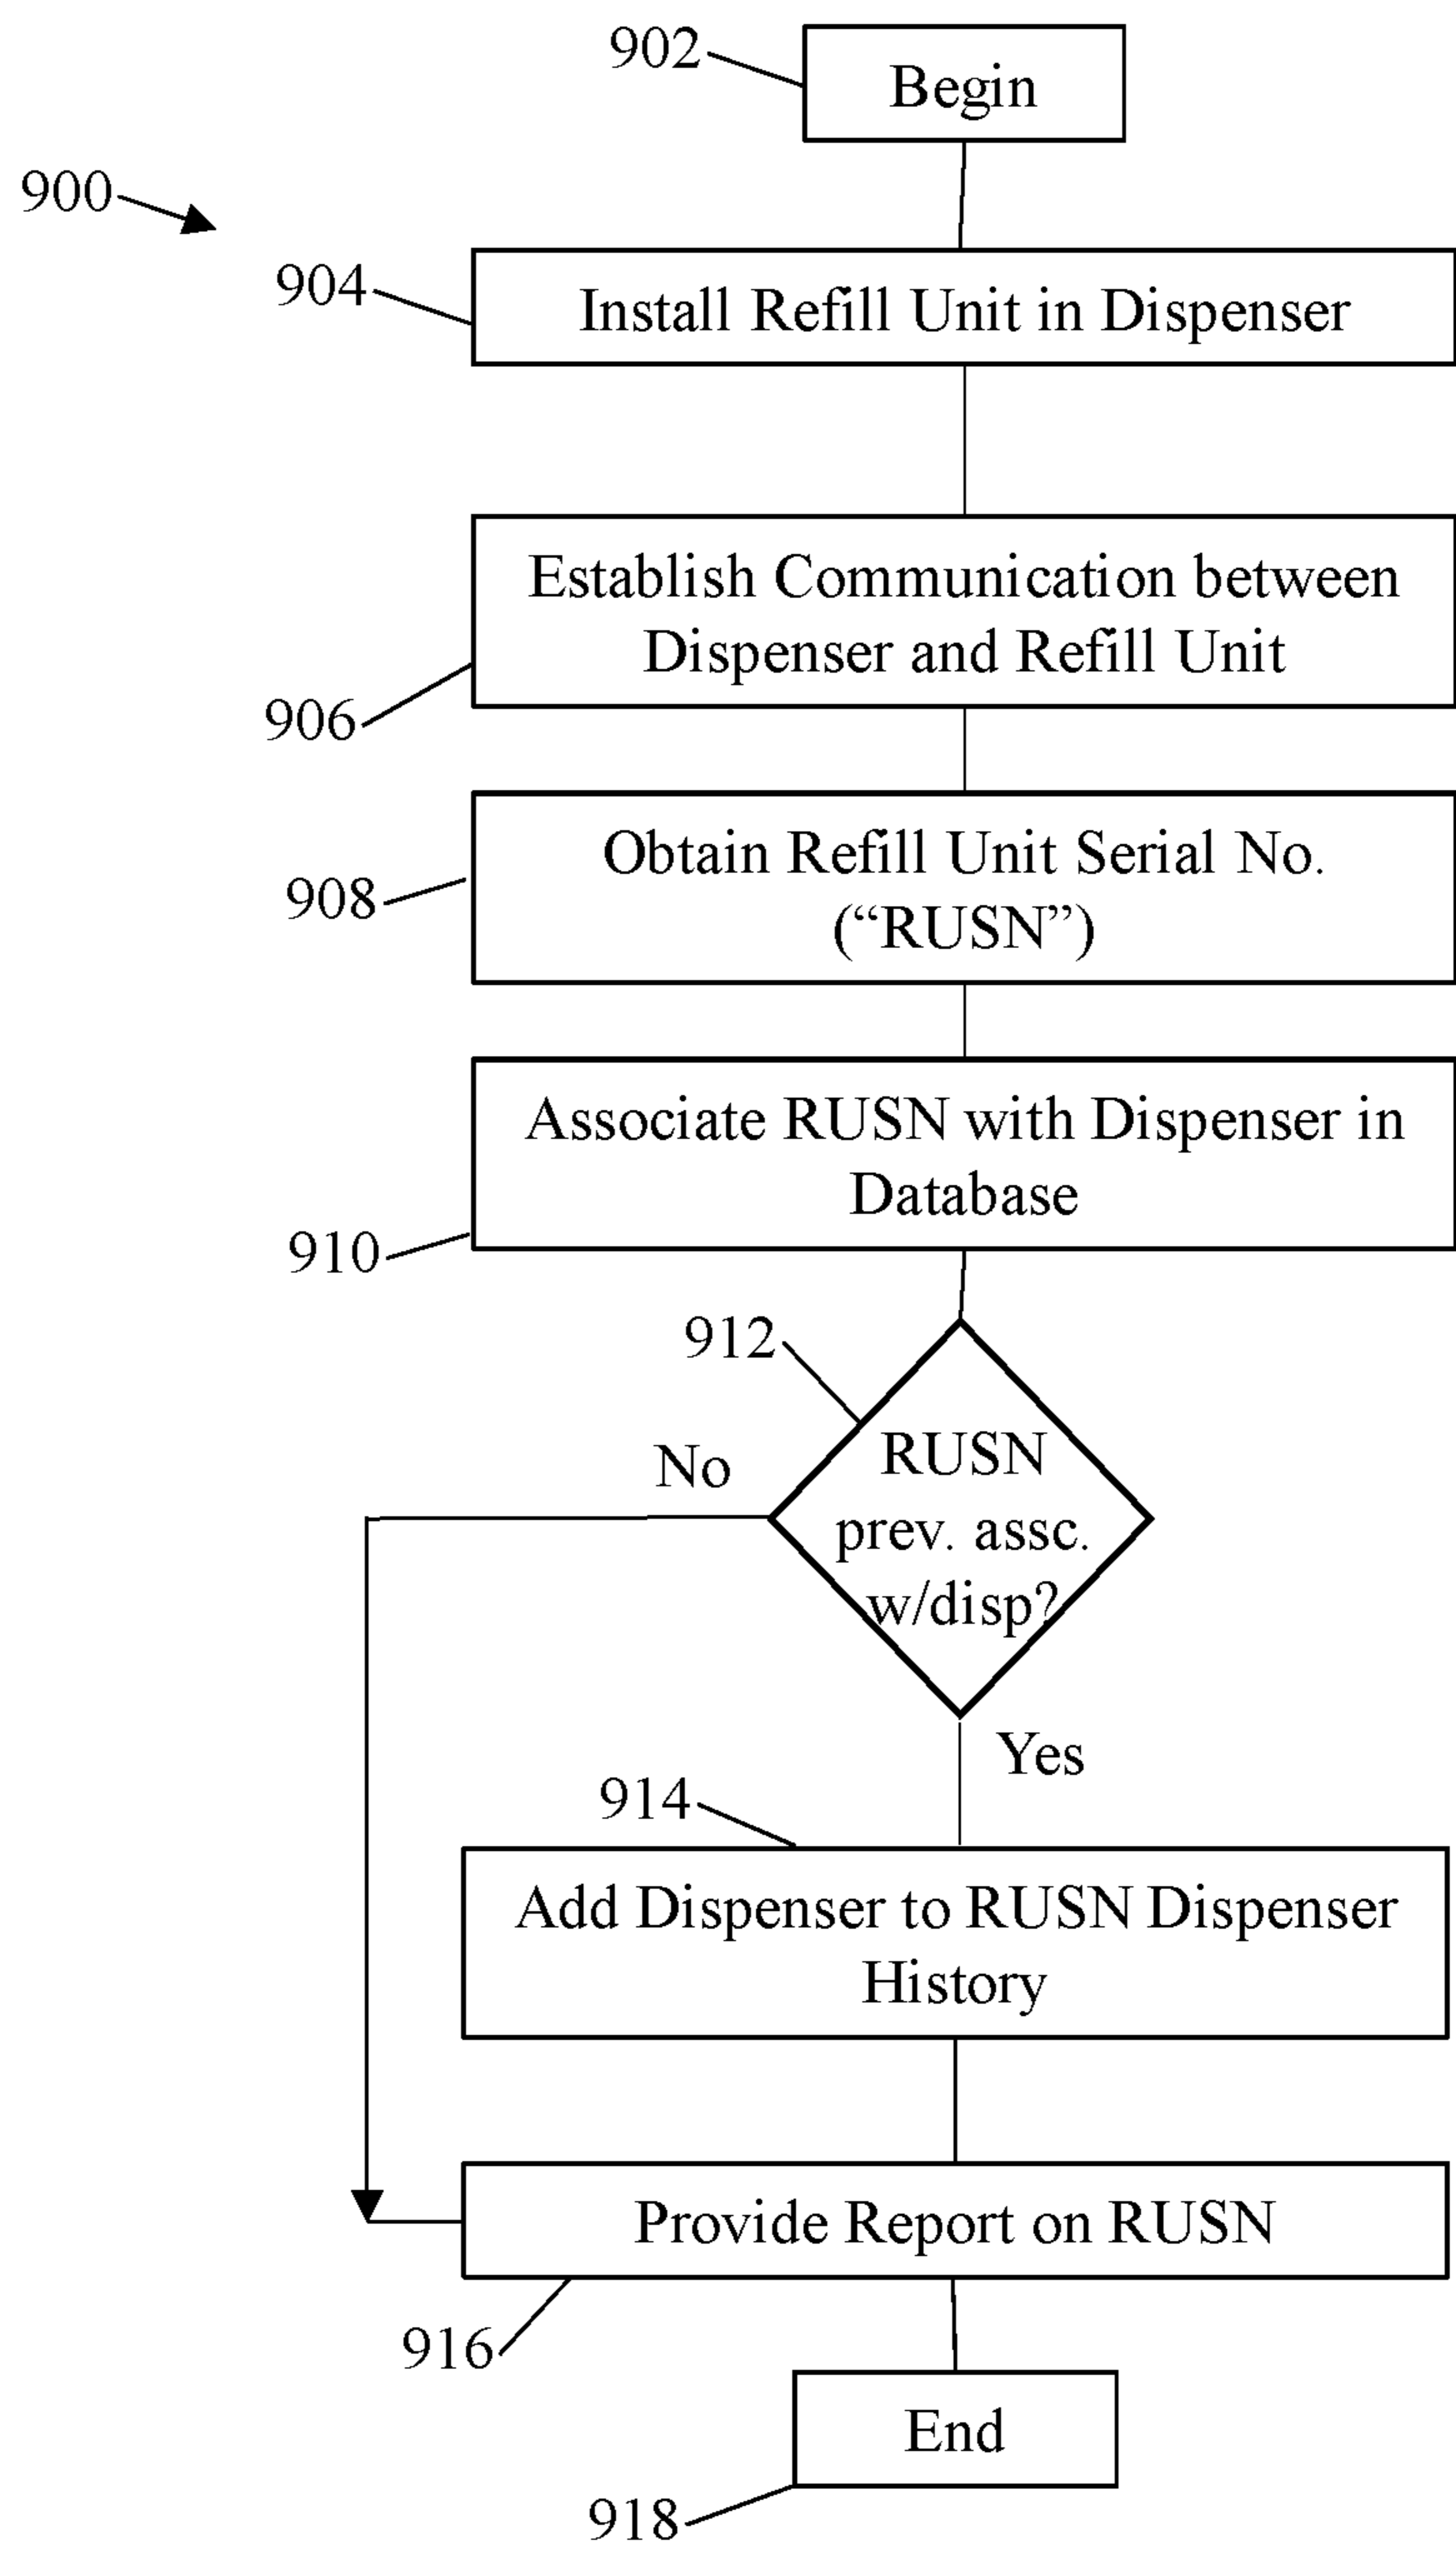 902
Begin
900
904
Install Refill Unit in Dispenser
Establish Communication between
Dispenser and Refill Unit
906
Obtain Refill Unit Serial No.
(“RUSN”)
908
Associate RUSN with Dispenser in
Database
910
912
RUSN
prev. assc.
w/disp?
No
Yes
914
Add Dispenser to RUSN Dispenser
History
Provide Report on RUSN
916
End
918